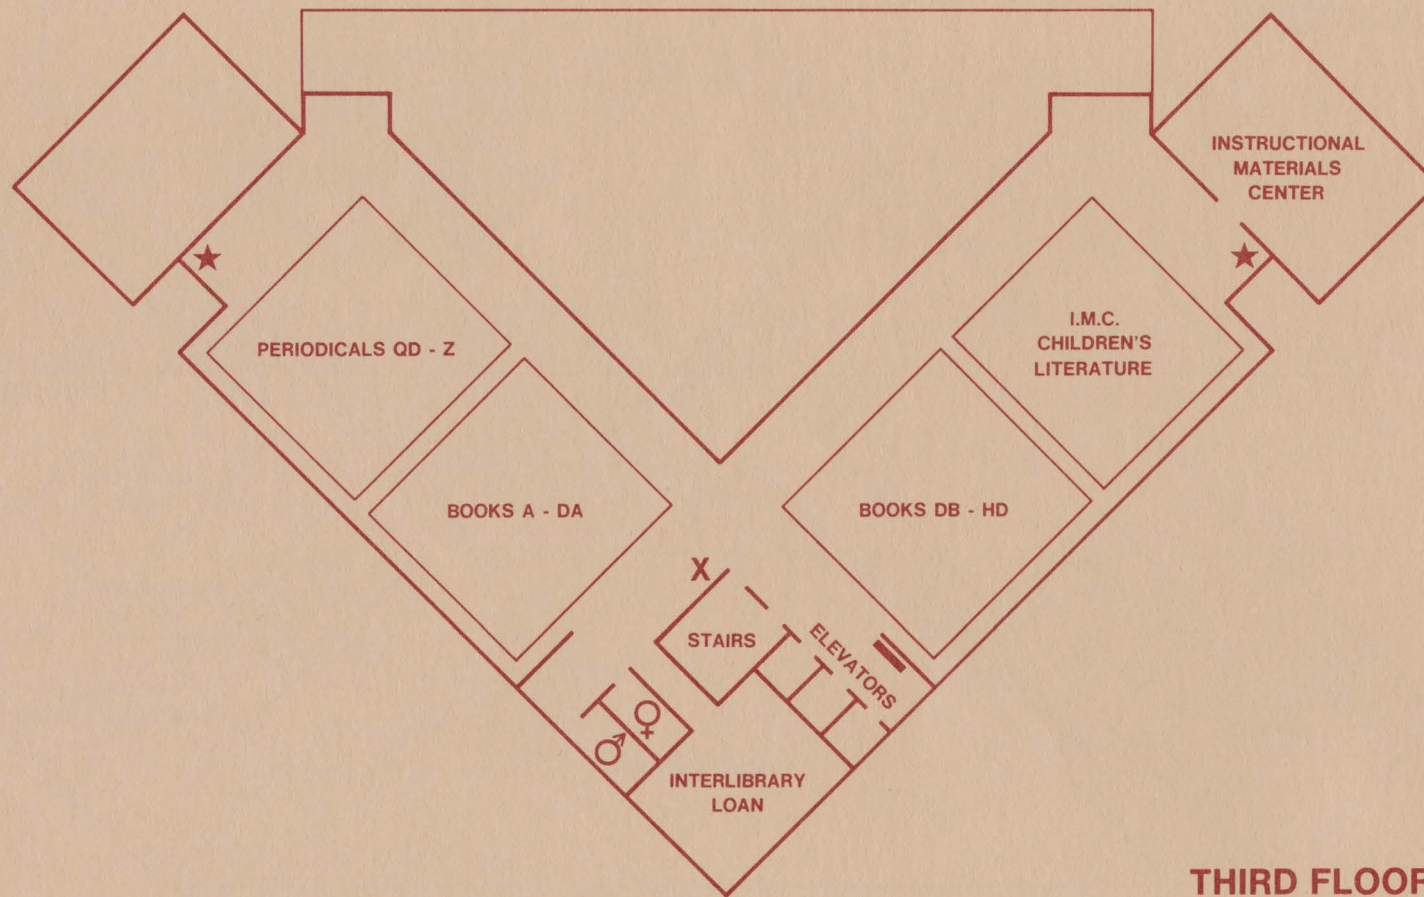 INSTRUCTIONAL
MATERIALS
CENTER
I.M.C.
CHILDREN'S
LITERATURE
PERIODICALS QD - Z
BOOKS A - DA
BOOKS DB - HD
X
STAIRS
ELEVATORS
INTERLIBRARY
LOAN
THIRD FLOOR